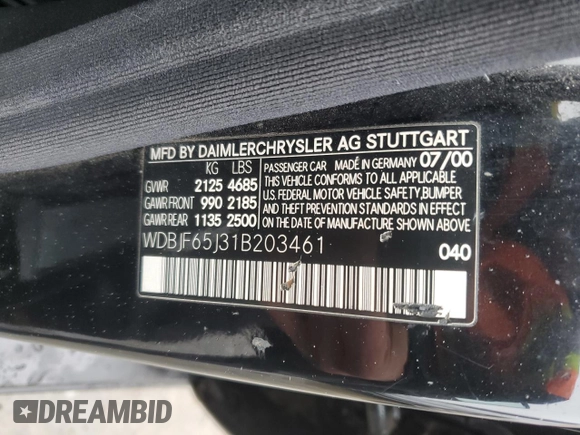 MFD BY DAIMLERCHRYSLER AG STUTTGART
KG LBS
GVWR 2125 4685
GAWR FRONT 990 2185
GAWR REAR 1135 2500
PASSENGER CAR MADE IN GERMANY 07/00
THIS VEHICLE CONFORMS TO ALL APPLICABLE
U.S. FEDERAL MOTOR VEHICLE SAFETY, BUMPER
AND THEFT PREVENTION STANDARDS IN EFFECT
ON THE DATE OF MANUFACTURE SHOWN ABOVE
WDBJF65J31B203461 040
DREAMBID